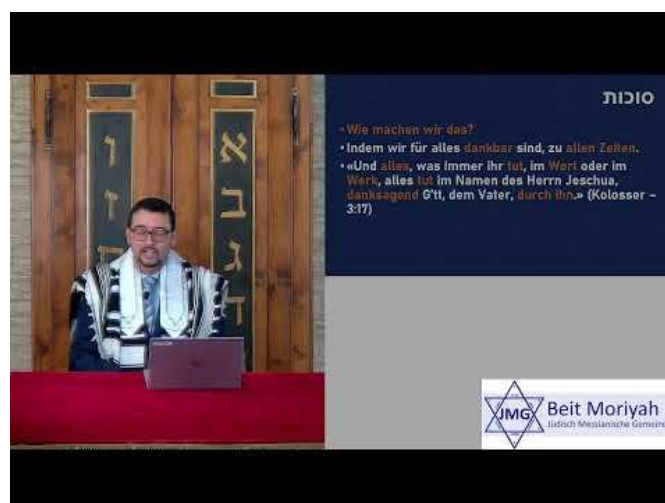 ו
ז
א
ב
ג
ד
סוכות
• Wie machen wir das?
• Indem wir für alles dankbar sind, zu allen Zeiten.
• «Und alles, was immer ihr tut, im Wort oder im
Werk, alles tut im Namen des Herrn Jeschua,
danksagend G'tt, dem Vater, durch ihn.» (Kolosser –
3:17)
JMG
Beit Moriyah
Jüdisch Messianische Gemeinde